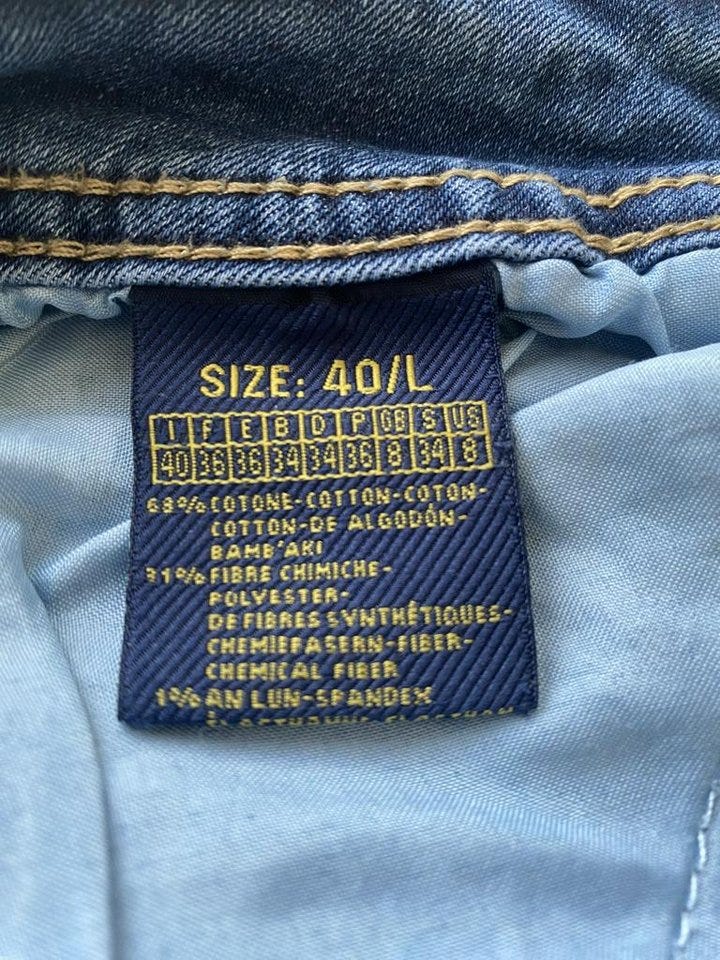 SIZE: 40/L
I F E B D P GB S US
40 36 36 34 34 36 8 34 8
68% COTONE-COTTON-COTON-
COTTON-DE ALGODÓN-
BAMB'AKI
31% FIBRE CHIMICHE-
POLYESTER-
DE FIBRES SYNTHÉTIQUES-
CHEMIEFASERN-FIBER-
CHEMICAL FIBER
1% AN LUN-SPANDEX